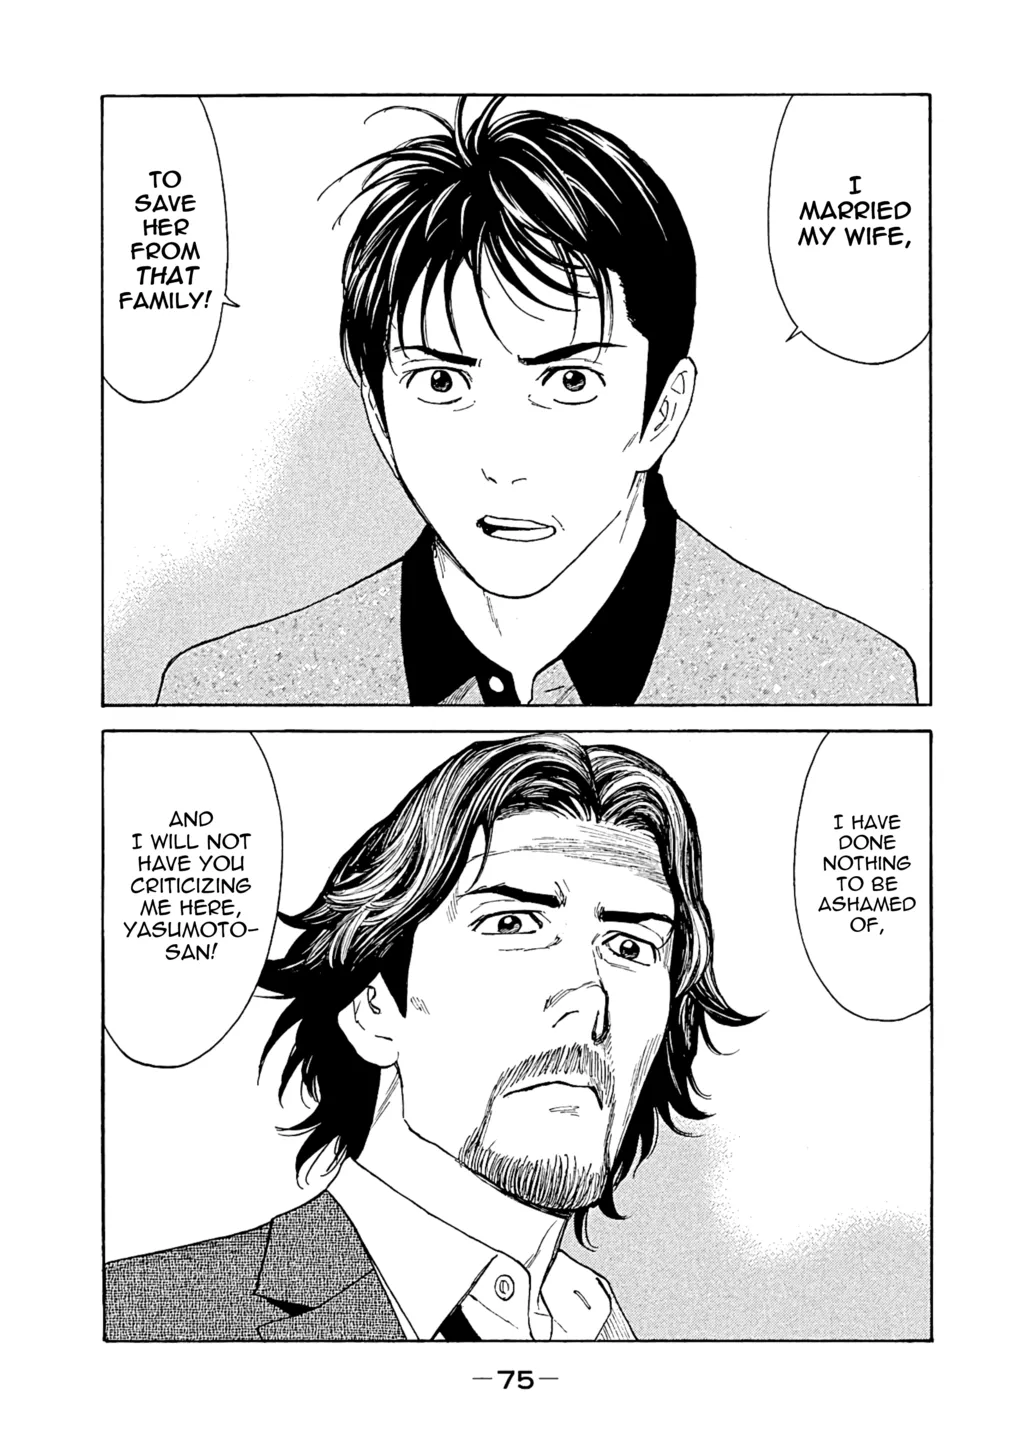 I
MARRIED
MY WIFE,
TO
SAVE
HER
FROM
THAT
FAMILY!
I HAVE
DONE
NOTHING
TO BE
ASHAMED
OF,
AND
I WILL NOT
HAVE YOU
CRITICIZING
ME HERE,
YASUMOTO-
SAN!
—75—